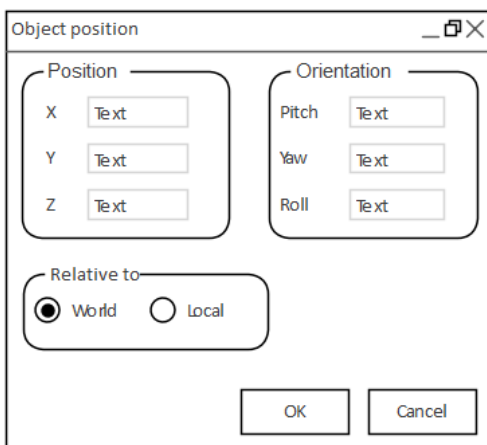 Object position
Position
Orientation
X Text
Pitch Text
Y Text
Yaw Text
Z Text
Roll Text
Relative to
World Local
OK Cancel